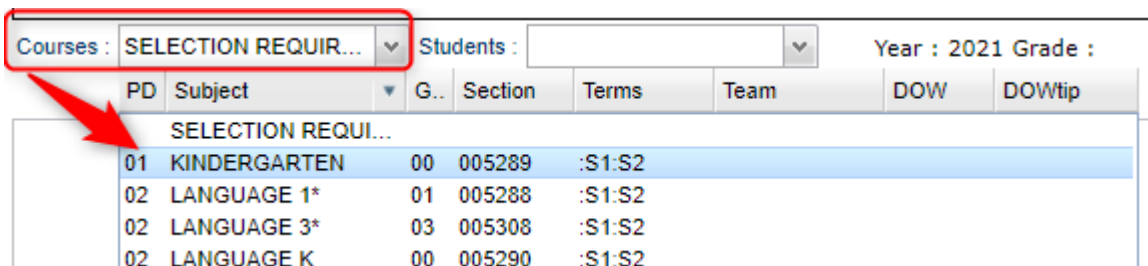 Courses : SELECTION REQUIR... Students : Year : 2021 Grade :
PD Subject G.. Section Terms Team DOW DOWtip
SELECTION REQUI...
01 KINDERGARTEN 00 005289 :S1:S2
02 LANGUAGE 1* 01 005288 :S1:S2
02 LANGUAGE 3* 03 005308 :S1:S2
02 LANGUAGE K 00 005290 :S1:S2